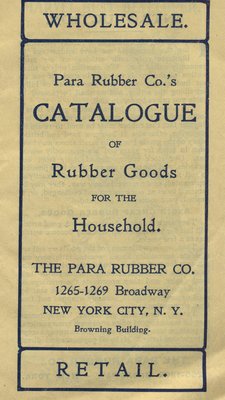 WHOLESALE.
Para Rubber Co.'s
CATALOGUE
OF
Rubber Goods
FOR THE
Household.
THE PARA RUBBER CO.
1265-1269 Broadway
NEW YORK CITY, N. Y.
Browning Building.
RETAIL.